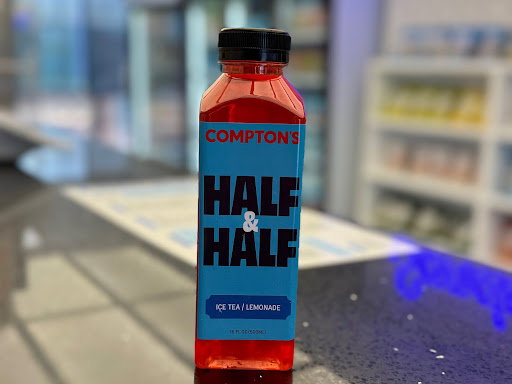 COMPTON'S
HALF
&
HALF
ICE TEA / LEMONADE